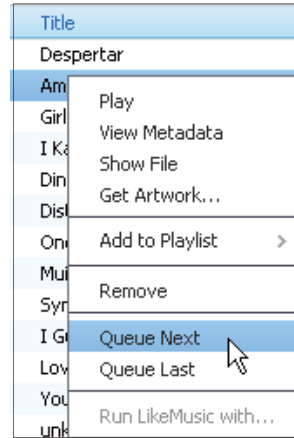 Title
Despertar
Am
Play
Girl
View Metadata
I Ka
Show File
Din
Get Artwork...
Dis
One
Add to Playlist
Mui
Remove
Syr
I G
Queue Next
Lov
Queue Last
You
Run LikeMusic with...
unk